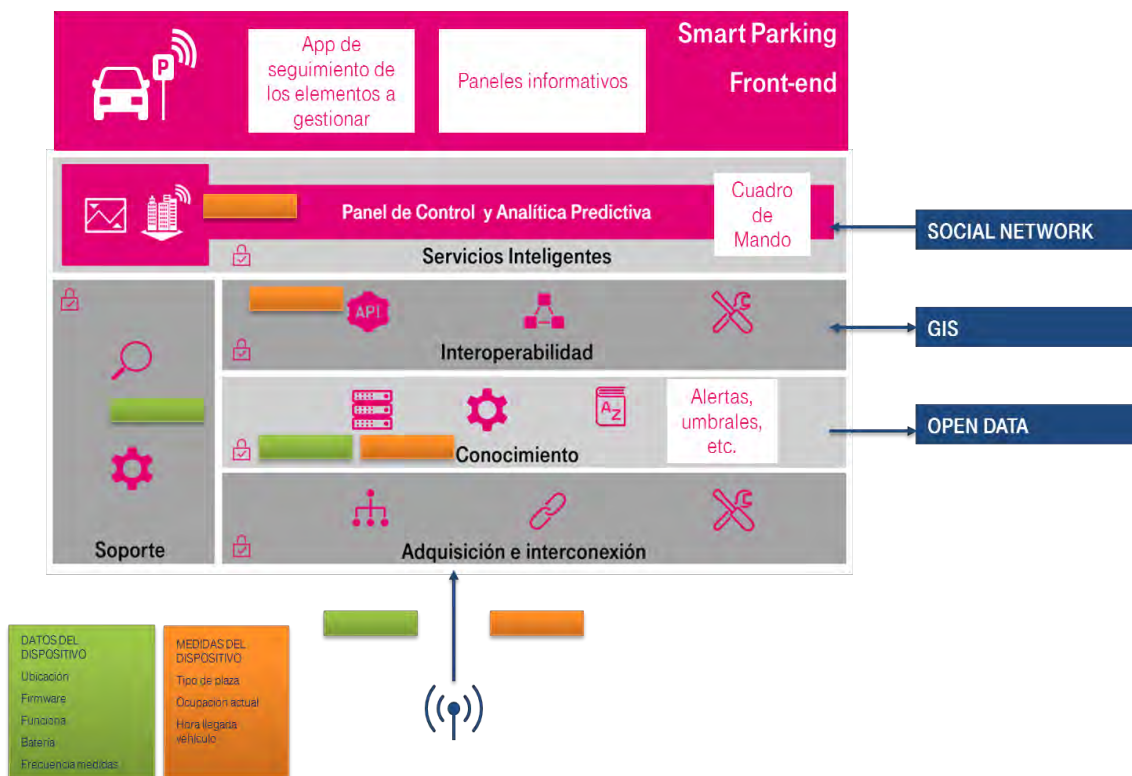 Smart Parking
Front-end
P
App de
seguimiento de
los elementos a
gestionar
Paneles informativos
Panel de Control y Analítica Predictiva
Cuadro
de
Mando
Servicios Inteligentes
SOCIAL NETWORK
API
Interoperabilidad
GIS
AZ
Alertas,
umbrales,
etc.
Conocimiento
OPEN DATA
Soporte
Adquisición e interconexión
DATOS DEL
DISPOSITIVO
Ubicación
Firmware
Funciona
Batería
Frecuencia medidas
MEDIDAS DEL
DISPOSITIVO
Tipo de plaza
Ocupación actual
Hora llegada
vehículo